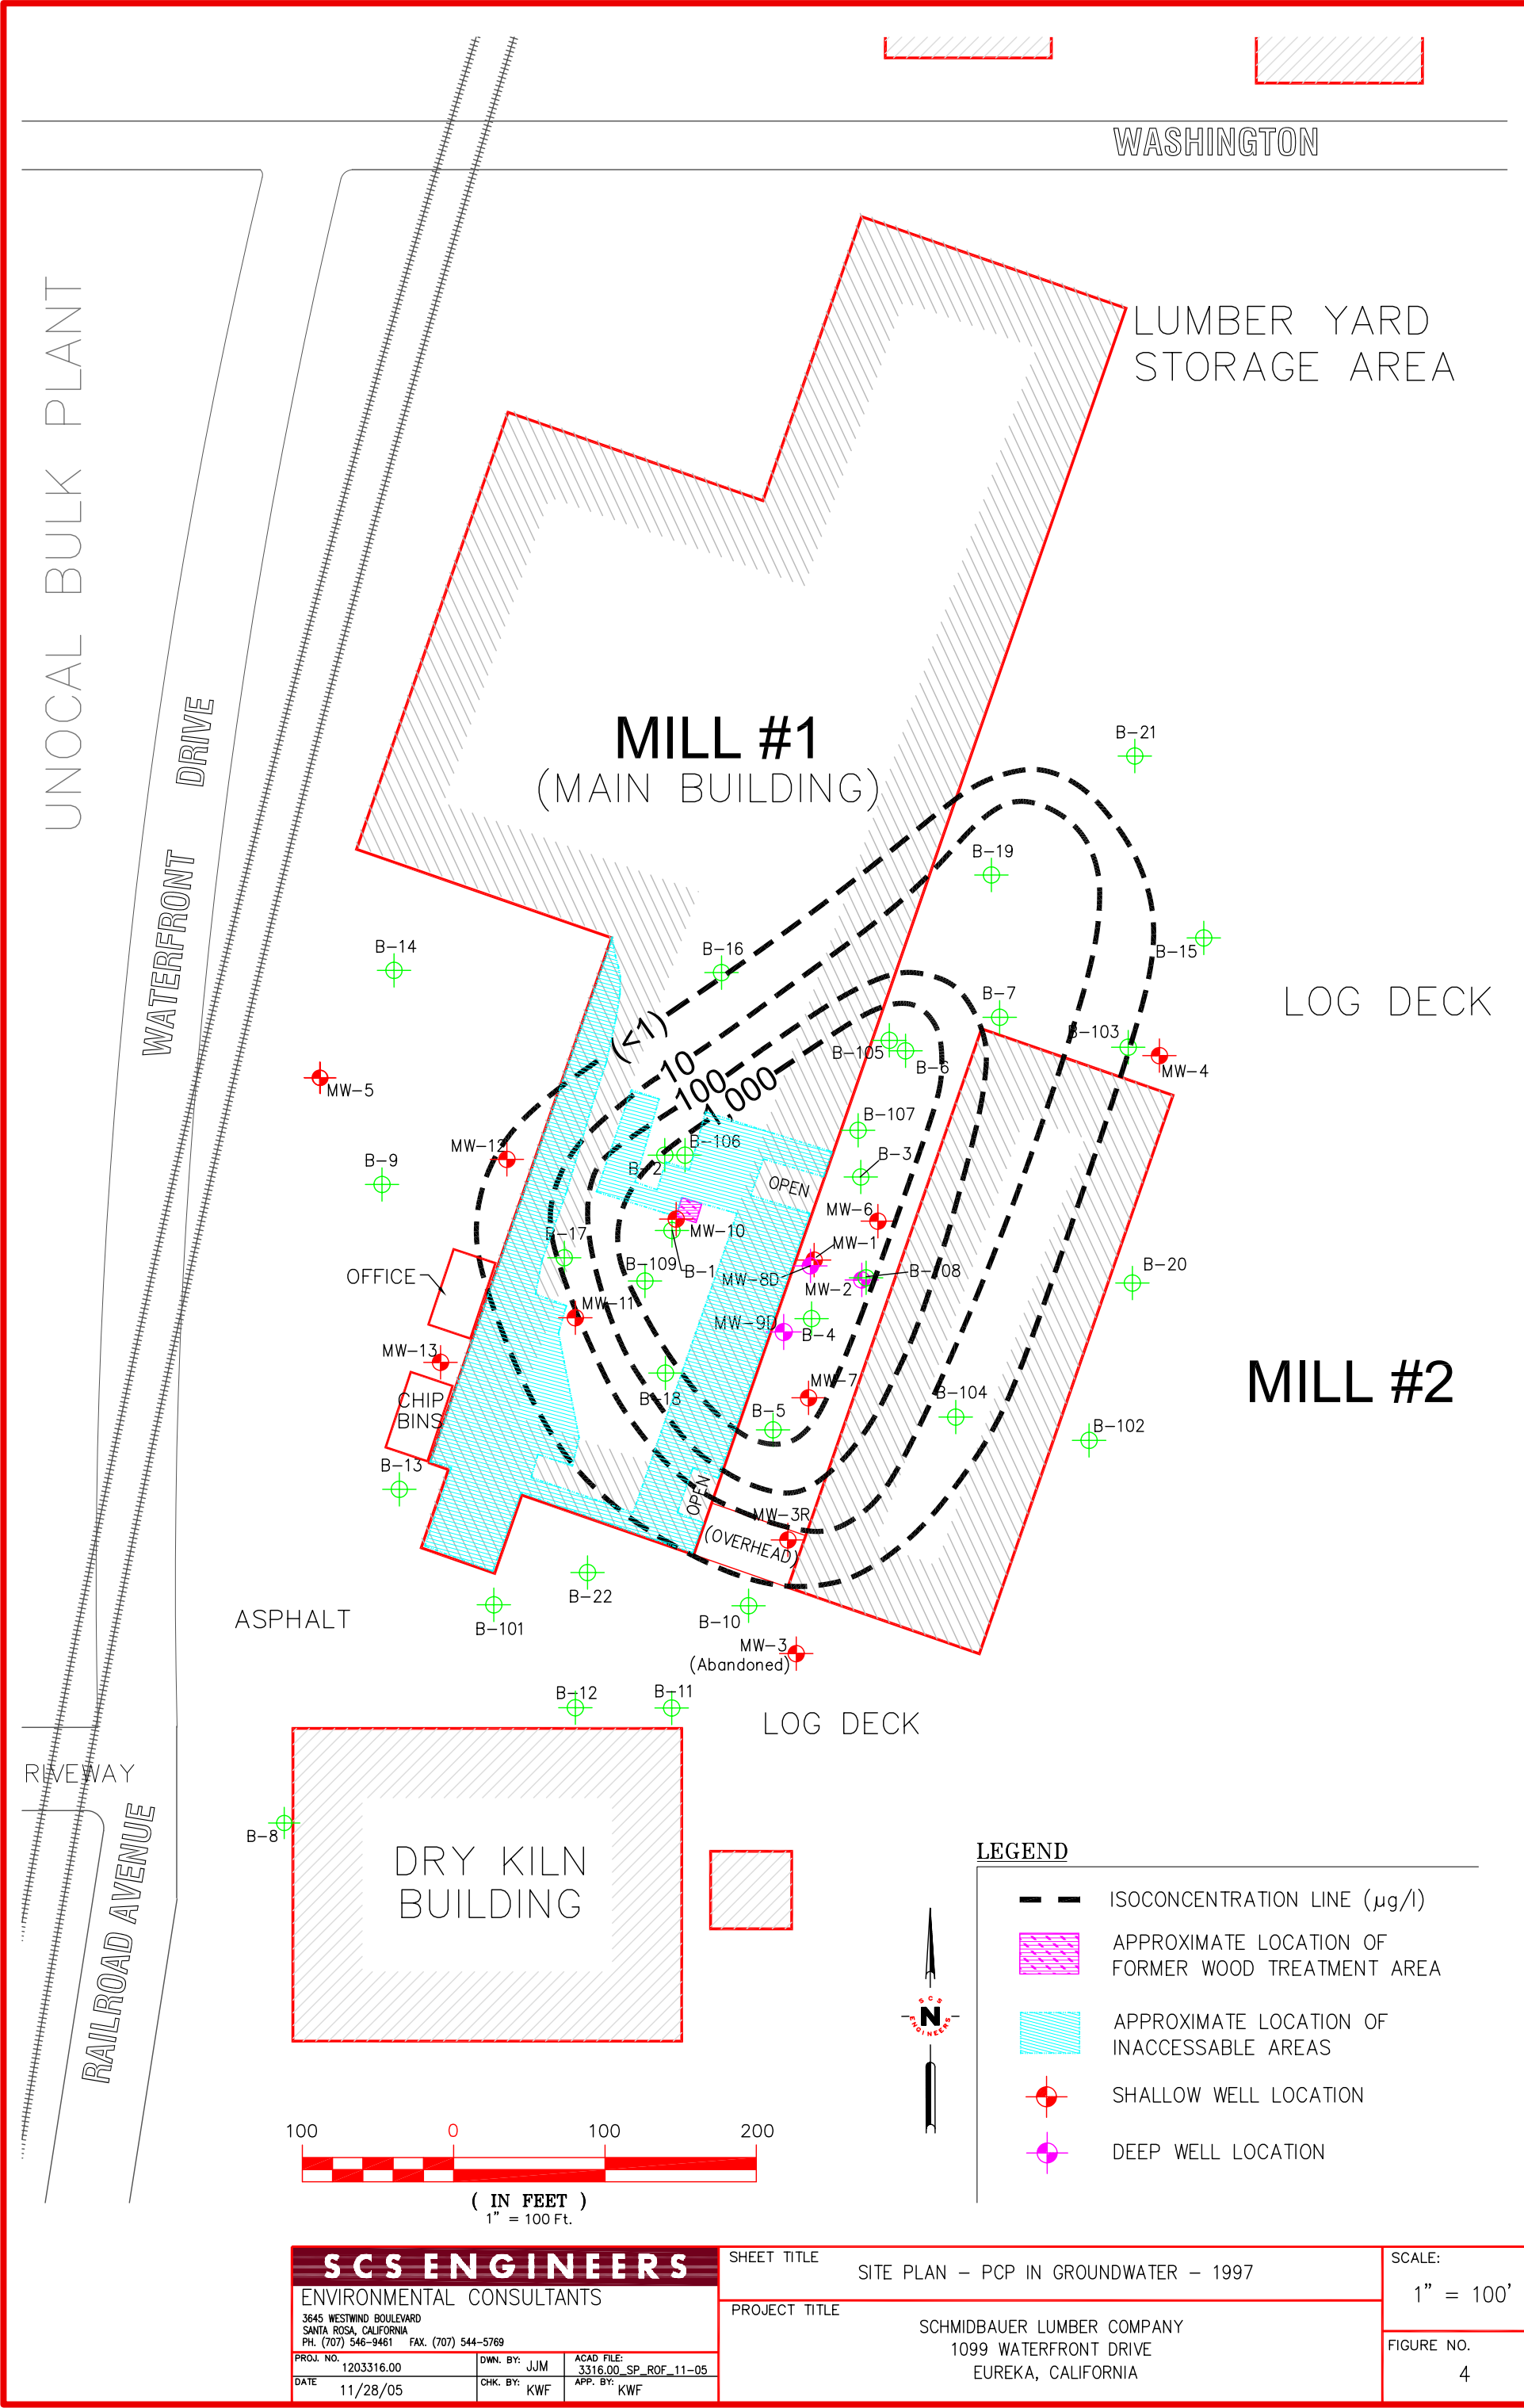 WASHINGTON
LUMBER YARD
STORAGE AREA
UNOCAL BULK PLANT
WATERFRONT DRIVE
MILL #1
(MAIN BUILDING)
B-21
B-19
B-14
B-16
B-15
B-7
LOG DECK
(<1)
10
100
1,000
B-105
B-6
B-103
MW-4
MW-5
B-107
MW-12
B-106
B-2
B-3
B-9
OPEN
MW-6
MW-10
MW-1
B-17
B-1
B-109
MW-8D
B-108
MW-2
OFFICE
B-20
MW-11
MW-9D
B-4
MW-13
MW-7
MILL #2
CHIP
BINS
B-18
B-5
B-104
B-102
B-13
OPEN
MW-3R
(OVERHEAD)
B-22
ASPHALT
B-101
B-10
MW-3
(Abandoned)
B-12
B-11
LOG DECK
RIVEWAY
B-8
DRY KILN
BUILDING
RAILROAD AVENUE
LEGEND
ISOCONCENTRATION LINE (µg/l)
APPROXIMATE LOCATION OF
FORMER WOOD TREATMENT AREA
APPROXIMATE LOCATION OF
INACCESSABLE AREAS
SHALLOW WELL LOCATION
DEEP WELL LOCATION
SCS
N
ENGINEERS
100 0 100 200
( IN FEET )
1" = 100 Ft.
SCS ENGINEERS
ENVIRONMENTAL CONSULTANTS
3645 WESTWIND BOULEVARD
SANTA ROSA, CALIFORNIA
PH. (707) 546-9461 FAX. (707) 544-5769
PROJ. NO.
1203316.00
DWN. BY: JJM
ACAD FILE:
3316.00_SP_ROF_11-05
DATE
11/28/05
CHK. BY: KWF
APP. BY: KWF
SHEET TITLE
SITE PLAN - PCP IN GROUNDWATER - 1997
PROJECT TITLE
SCHMIDBAUER LUMBER COMPANY
1099 WATERFRONT DRIVE
EUREKA, CALIFORNIA
SCALE:
1" = 100'
FIGURE NO.
4